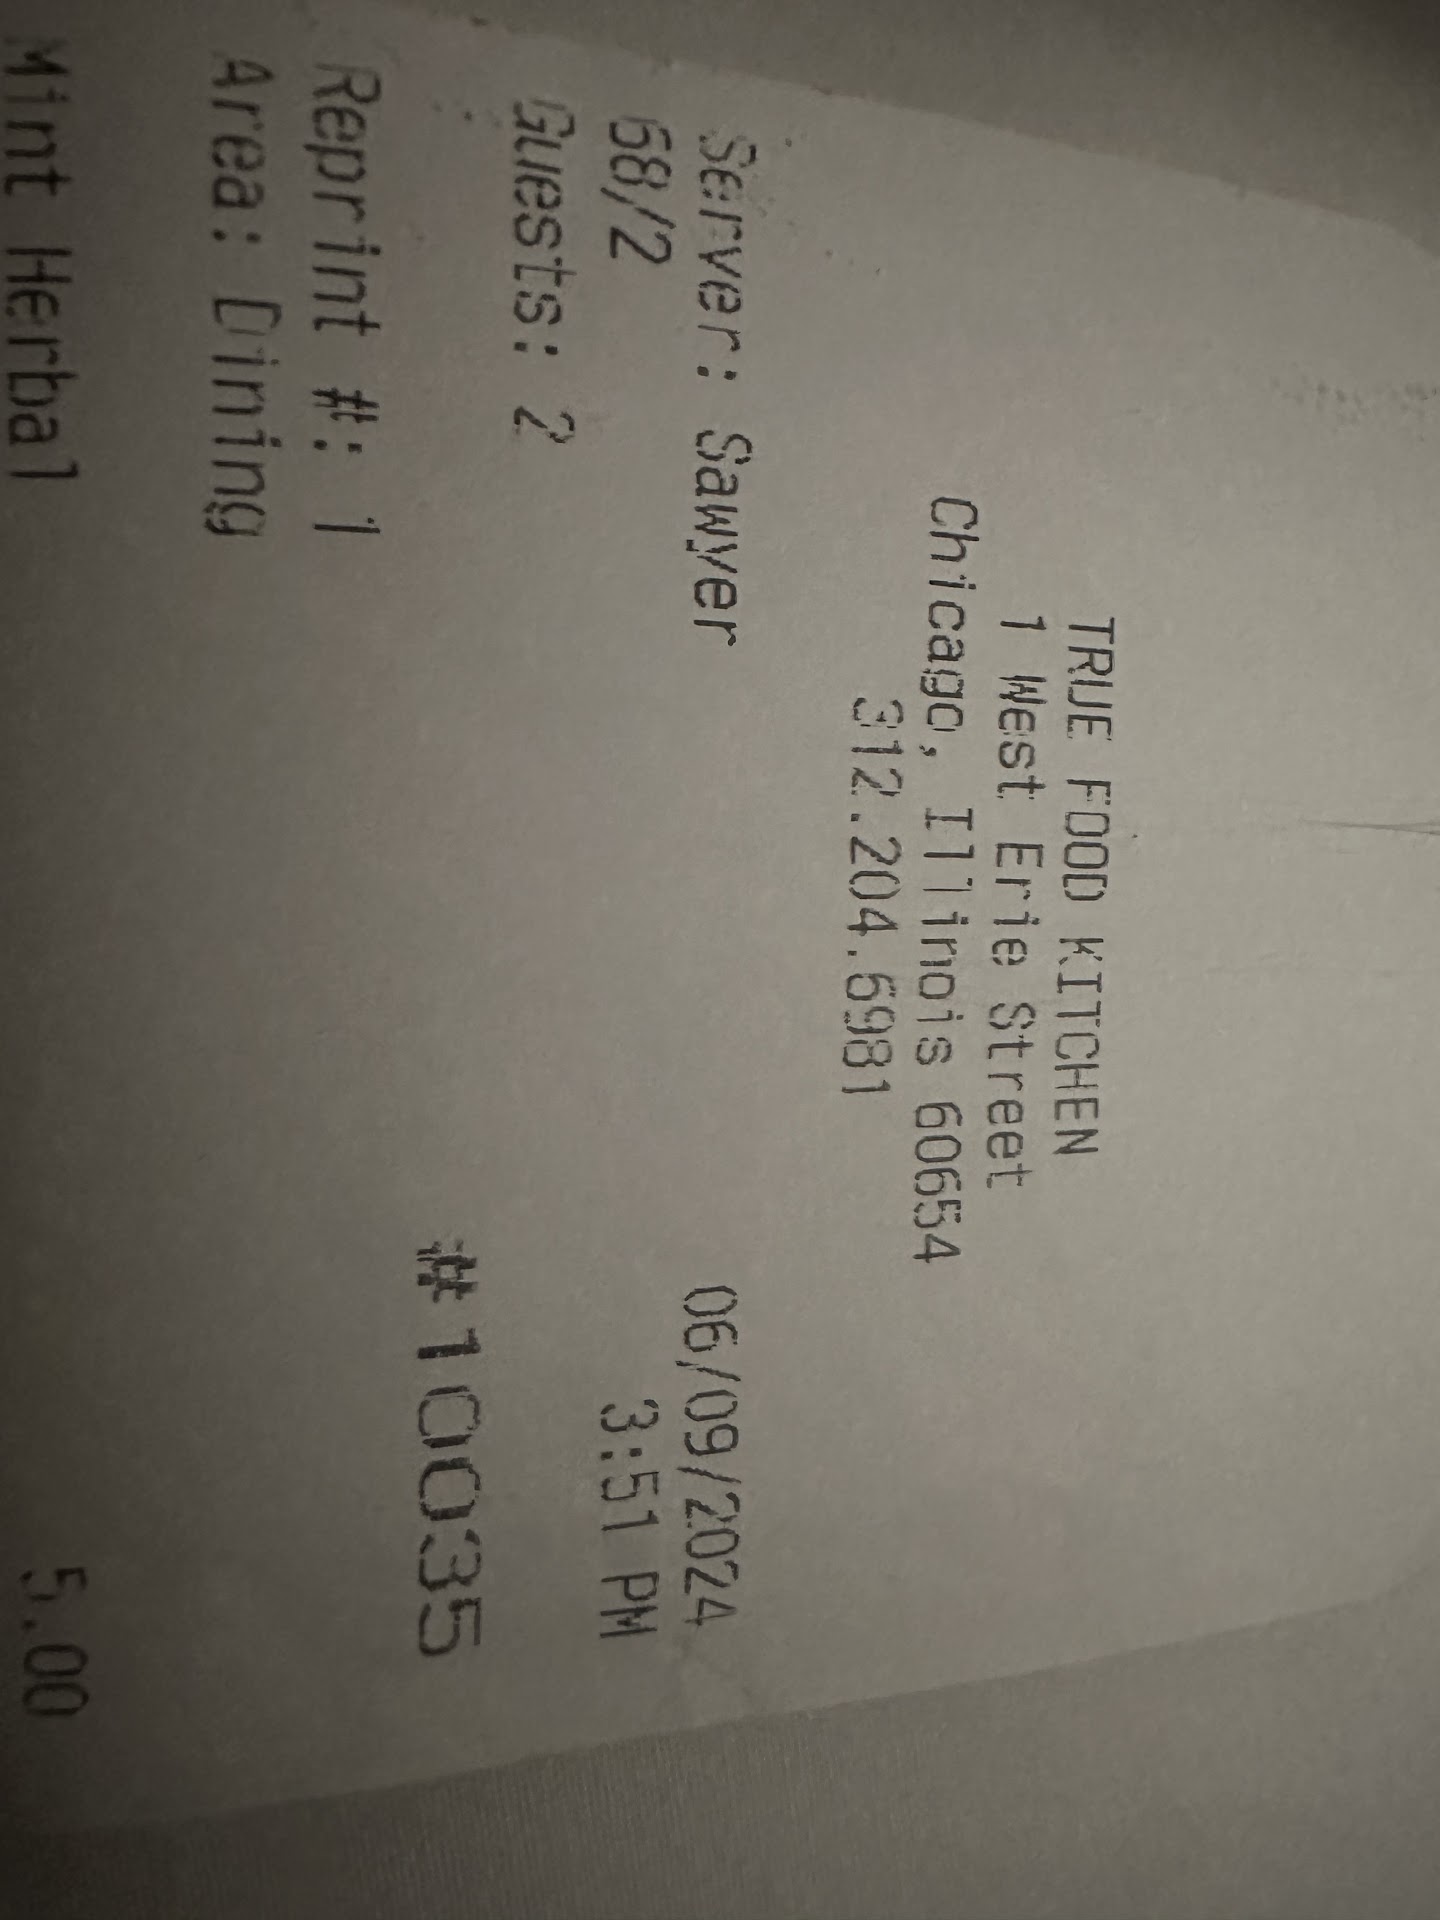 TRUE FOOD KITCHEN
1 West Erie Street
Chicago, Illinois 60654
312.204.6981
Server: Sawyer 06/09/2024
68/2 3:51 PM
Guests: 2
#10035
Reprint #: 1
Area: Dining
Mint Herbal 5.00